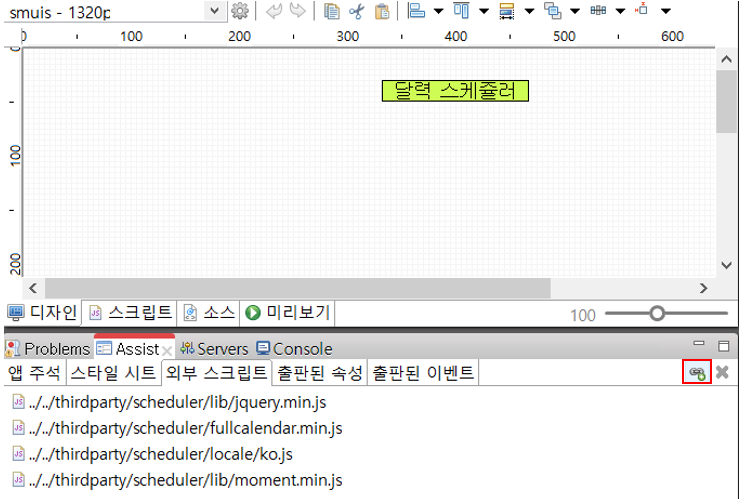 smuis - 1320p
0 100 200 300 400 500 600
0
100
200
달력 스케쥴러
디자인 스크립트 소스 미리보기 100
Problems Assist Servers Console
앱 주석 스타일 시트 외부 스크립트 출판된 속성 출판된 이벤트
../../thirdparty/scheduler/lib/jquery.min.js
../../thirdparty/scheduler/fullcalendar.min.js
../../thirdparty/scheduler/locale/ko.js
../../thirdparty/scheduler/lib/moment.min.js